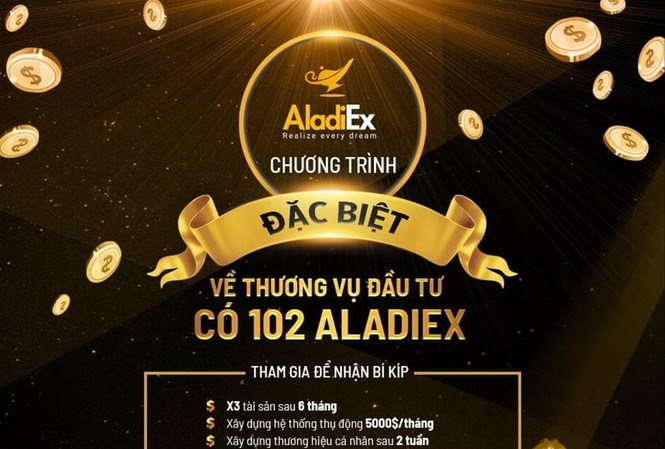 AladiEx
Realize every dream
CHƯƠNG TRÌNH
ĐẶC BIỆT
VỀ THƯƠNG VỤ ĐẦU TƯ
CÓ 102 ALADIEX
THAM GIA ĐỂ NHẬN BÍ KÍP
$ X3 tài sản sau 6 tháng
$ Xây dựng hệ thống thụ động 5000$/tháng
$ Xây dựng thương hiệu cá nhân sau 2 tuần